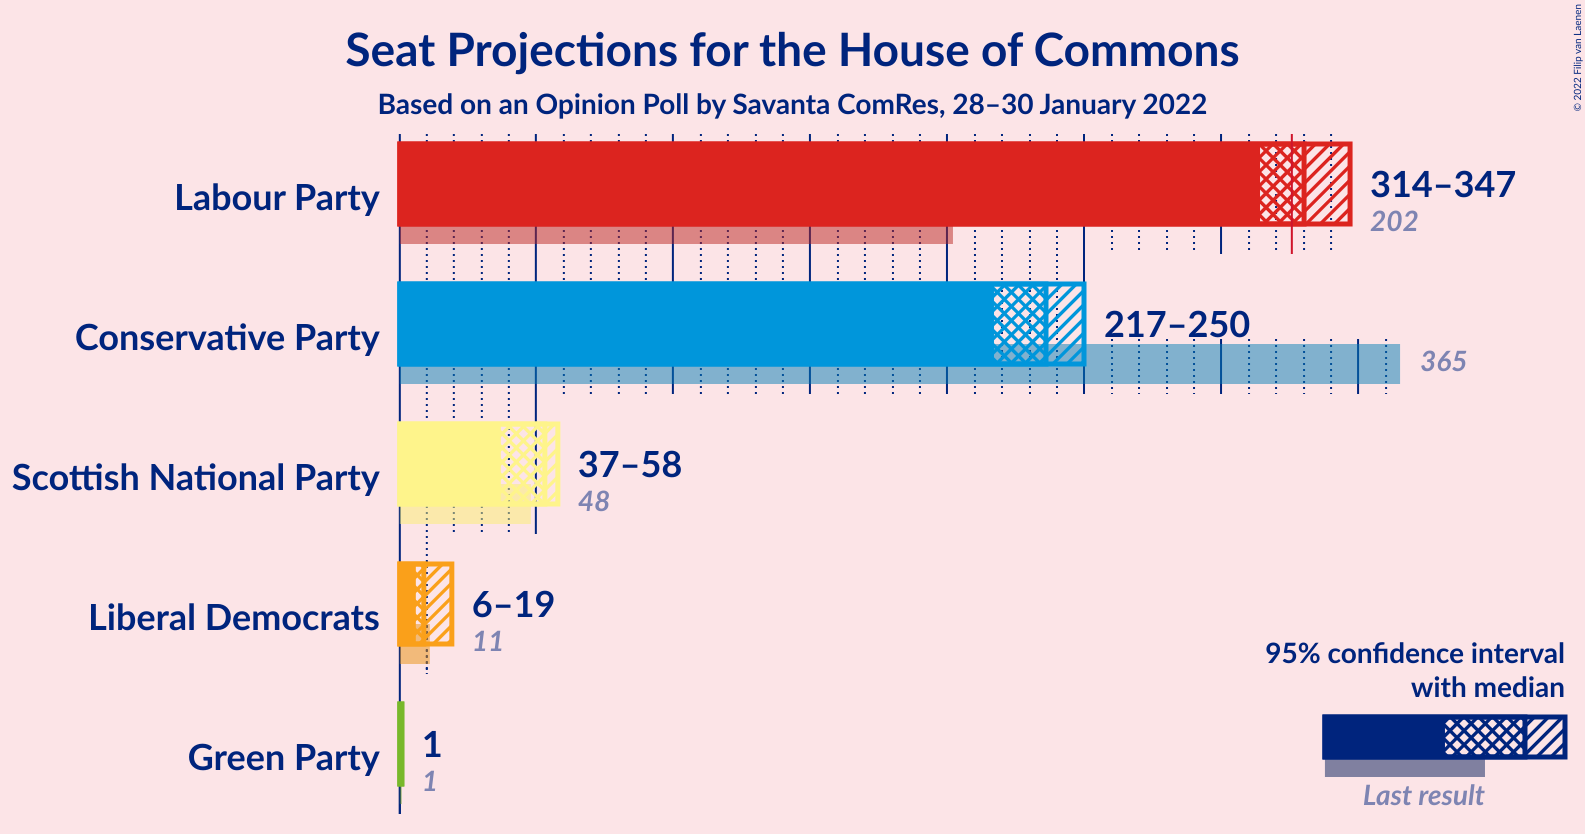 Seat Projections for the House of Commons
Based on an Opinion Poll by Savanta ComRes, 28–30 January 2022
© 2022 Filip van Laenen
Labour Party
314–347
202
Conservative Party
217–250
365
Scottish National Party
37–58
48
Liberal Democrats
6–19
11
Green Party
1
1
95% confidence interval
with median
Last result